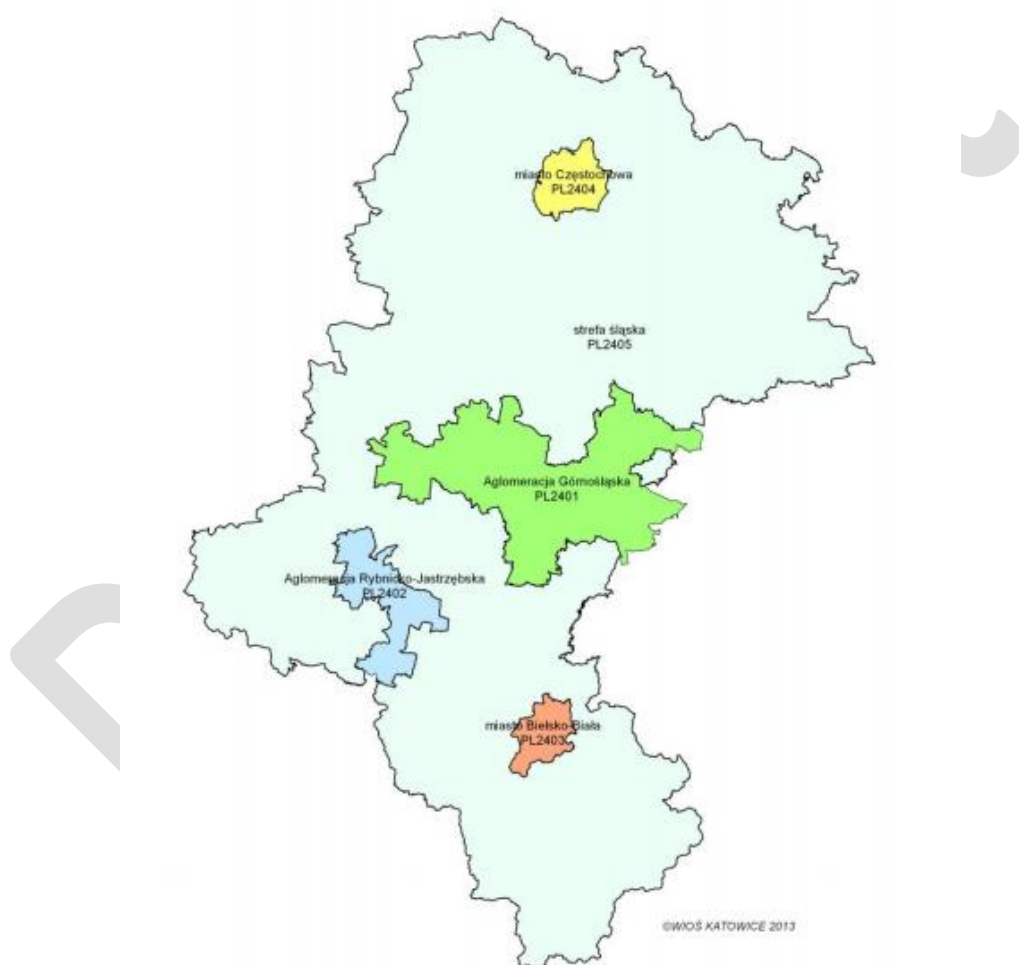 miasto Częstochowa
PL2404
strefa śląska
PL2405
Aglomeracja Górnośląska
PL2401
Aglomeracja Rybnicko-Jastrzębska
PL2402
miasto Bielsko-Biała
PL2403
©WIOŚ KATOWICE 2013